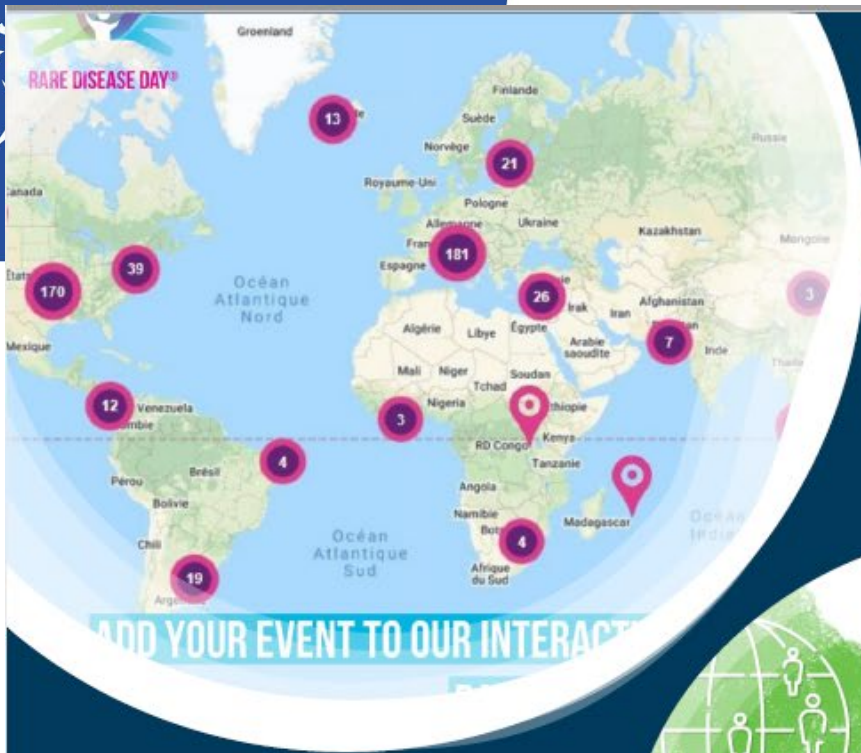 Groenland
RARE DISEASE DAY®
Finlande
13
Suède
Russie
Norvège
21
Canada
Royaume-Uni
Pologne
Allemagne
Ukraine
Kazakhstan
Mongolie
181
39
Espagne
170
Océan
Atlantique
Nord
26
3
Afghanistan
Irak
Iran
Algérie
Libye
Égypte
Arabie
saoudite
7
Inde
Mexique
Mali
Niger
Soudan
Tchad
12
Venezuela
3
Nigeria
RD Congo
Kenya
4
Tanzanie
Pérou
Brésil
Angola
Bolivie
Namibie
Madagascar
Océan
Atlantique
Sud
4
Chili
Afrique
du Sud
19
ADD YOUR EVENT TO OUR